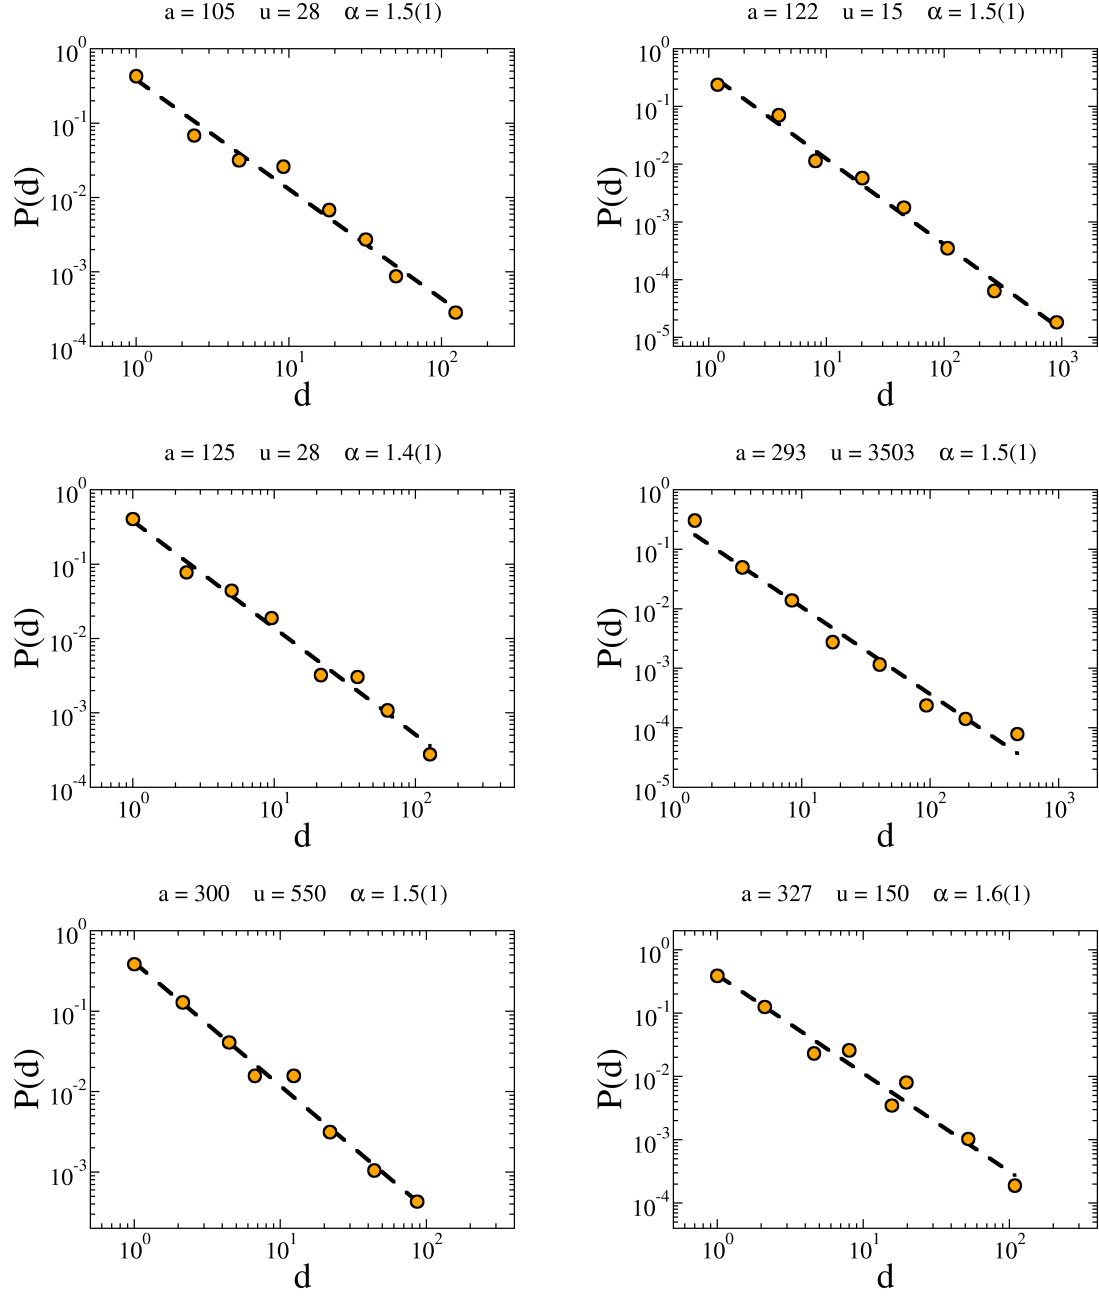 a = 105 u = 28 α = 1.5(1)
10^0
10^-1
10^-2
10^-3
10^-4
P(d)
10^0 10^1 10^2
d
a = 122 u = 15 α = 1.5(1)
10^0
10^-1
10^-2
10^-3
10^-4
10^-5
P(d)
10^0 10^1 10^2 10^3
d
a = 125 u = 28 α = 1.4(1)
10^0
10^-1
10^-2
10^-3
10^-4
P(d)
10^0 10^1 10^2
d
a = 293 u = 3503 α = 1.5(1)
10^0
10^-1
10^-2
10^-3
10^-4
10^-5
P(d)
10^0 10^1 10^2 10^3
d
a = 300 u = 550 α = 1.5(1)
10^0
10^-1
10^-2
10^-3
P(d)
10^0 10^1 10^2
d
a = 327 u = 150 α = 1.6(1)
10^0
10^-1
10^-2
10^-3
10^-4
P(d)
10^0 10^1 10^2
d